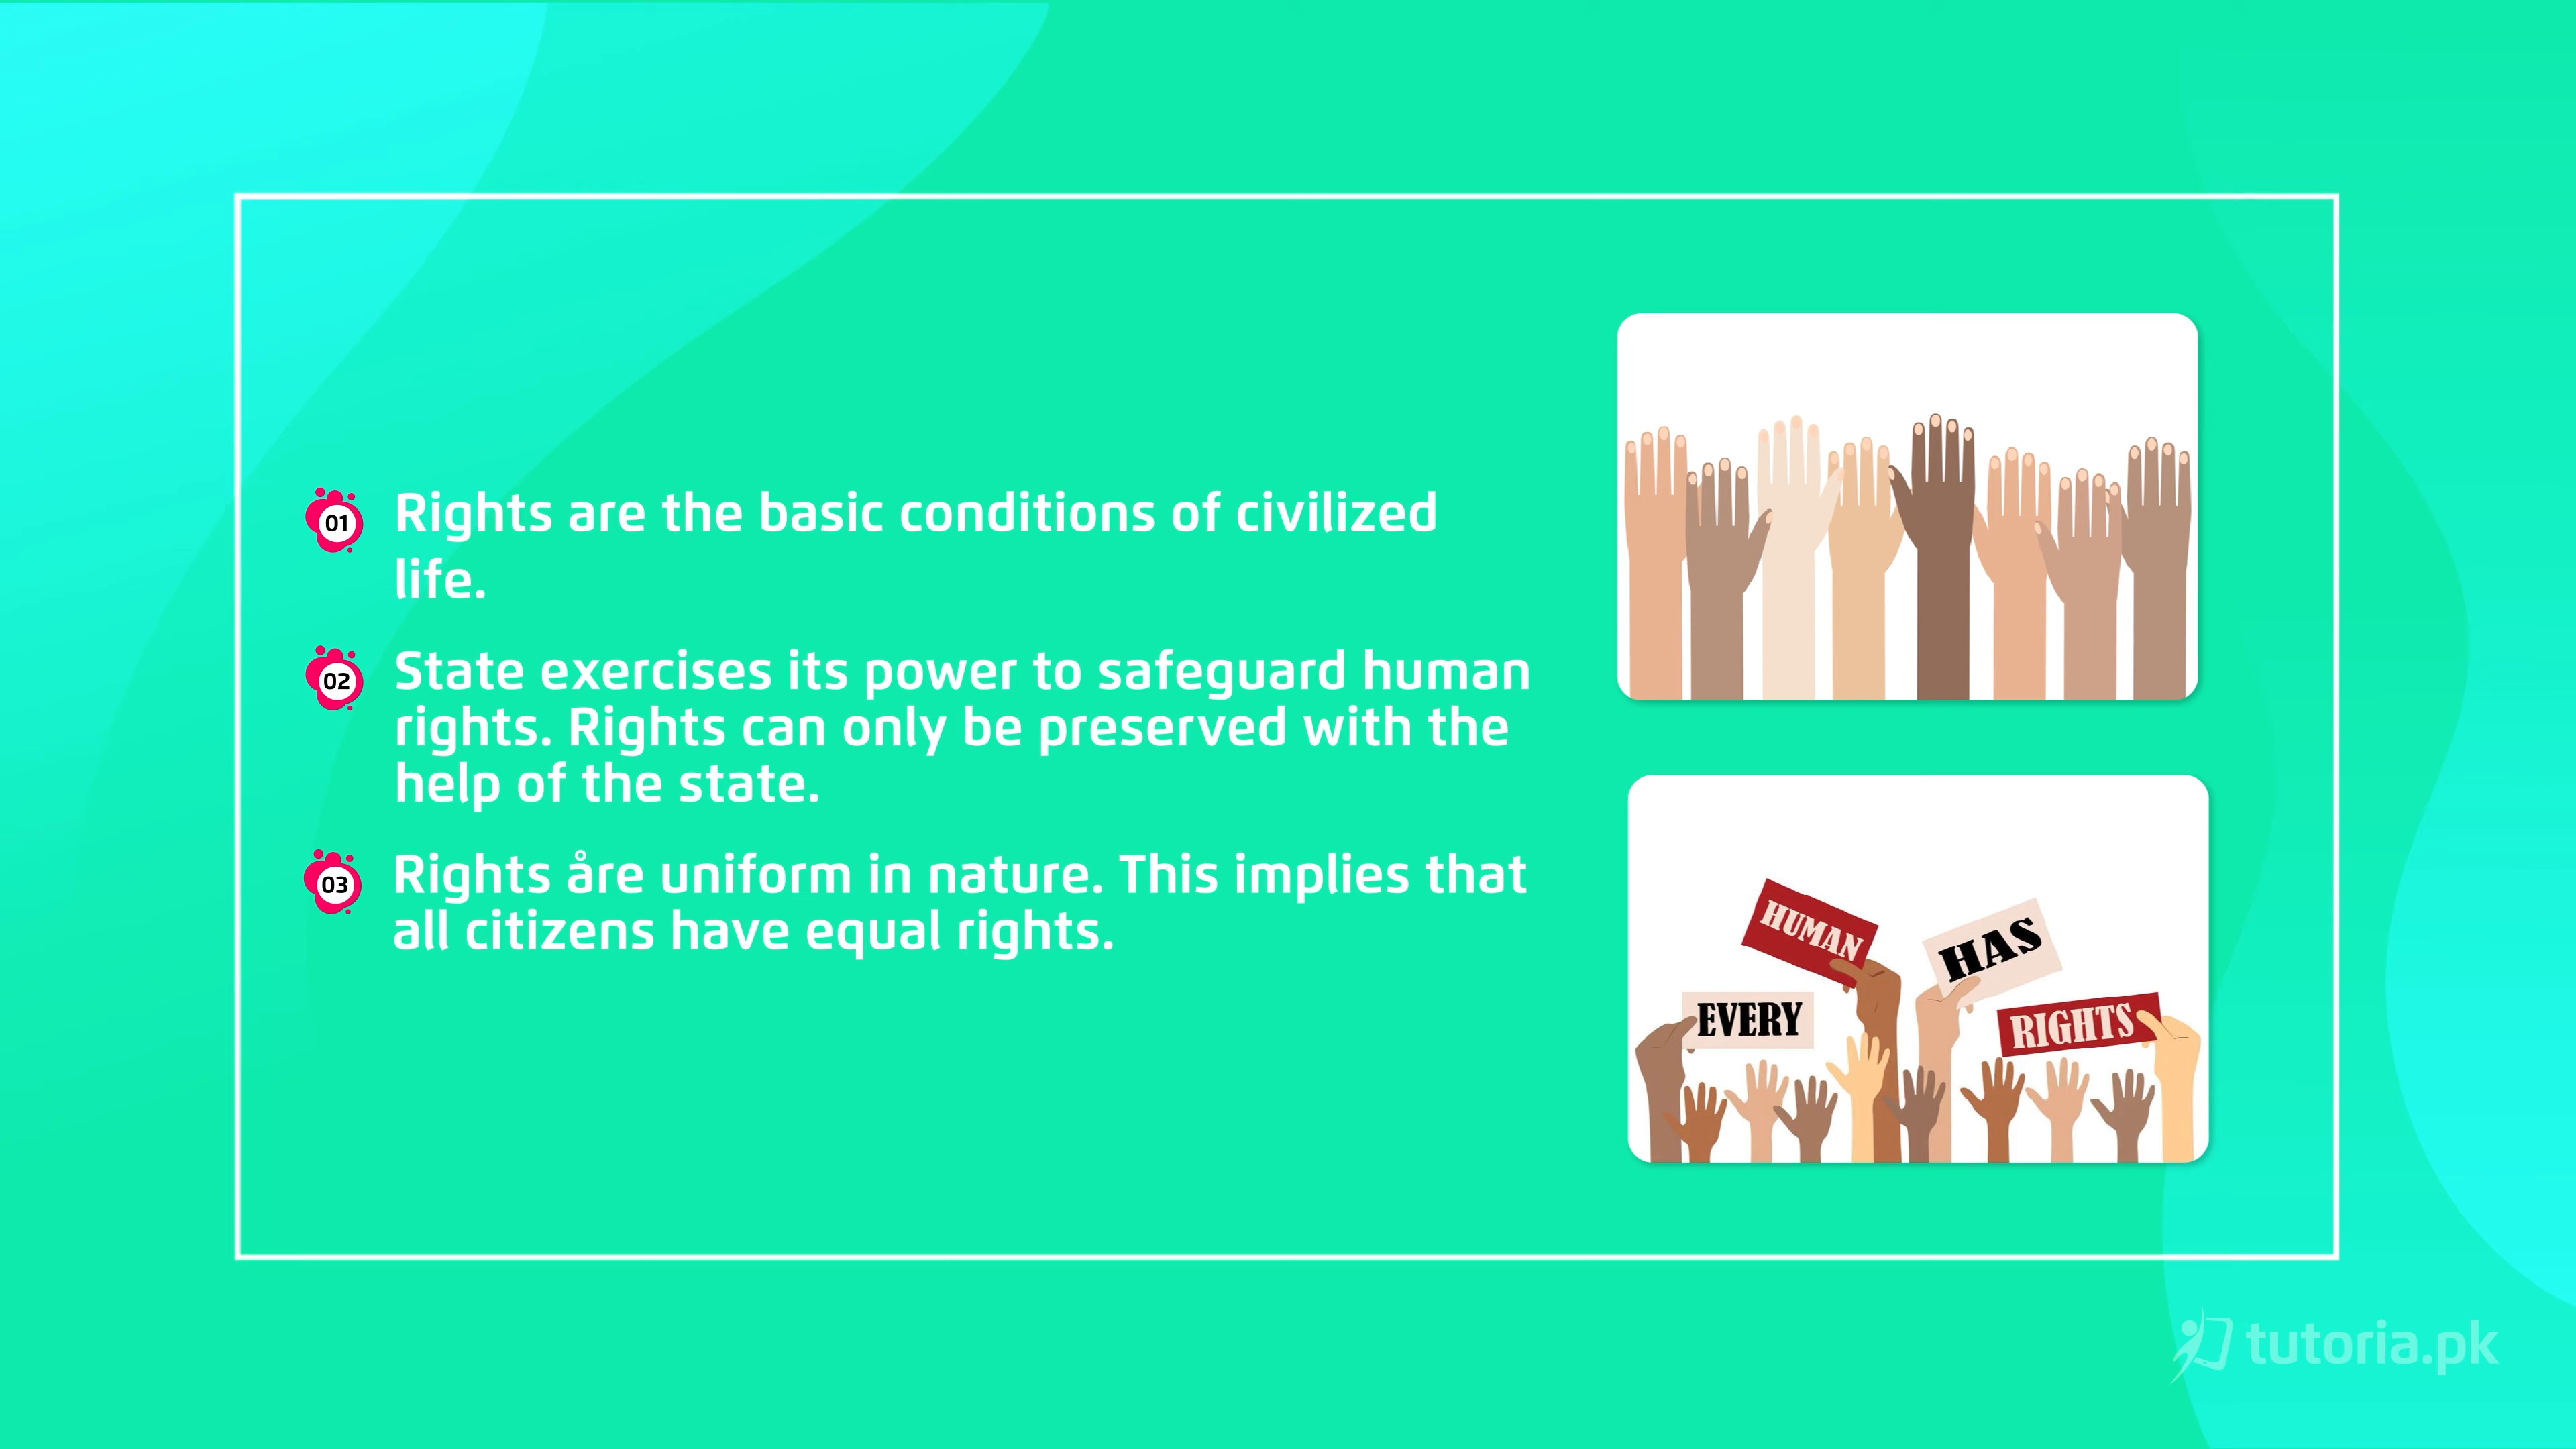 01 Rights are the basic conditions of civilized
life.
02 State exercises its power to safeguard human
rights. Rights can only be preserved with the
help of the state.
03 Rights åre uniform in nature. This implies that
all citizens have equal rights.
EVERY
HUMAN
HAS
RIGHTS
tutoria.pk